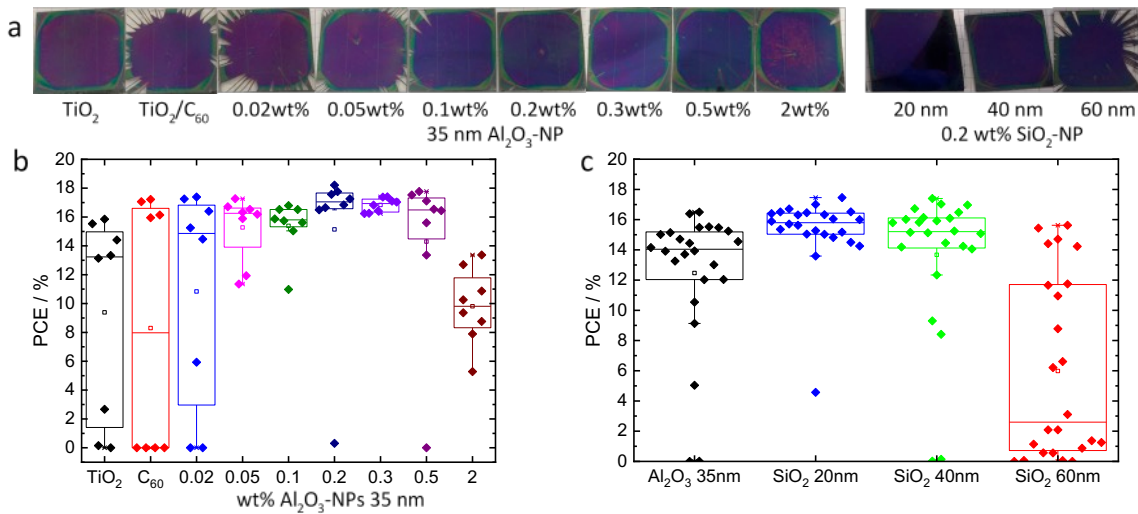 a
TiO2 TiO2/C60 0.02wt% 0.05wt% 0.1wt% 0.2wt% 0.3wt% 0.5wt% 2wt% 20 nm 40 nm 60 nm
35 nm Al2O3-NP 0.2 wt% SiO2-NP
b
PCE / %
20
18
16
14
12
10
8
6
4
2
0
TiO2 C60 0.02 0.05 0.1 0.2 0.3 0.5 2
wt% Al2O3-NPs 35 nm
c
PCE / %
20
18
16
14
12
10
8
6
4
2
0
Al2O3 35nm SiO2 20nm SiO2 40nm SiO2 60nm